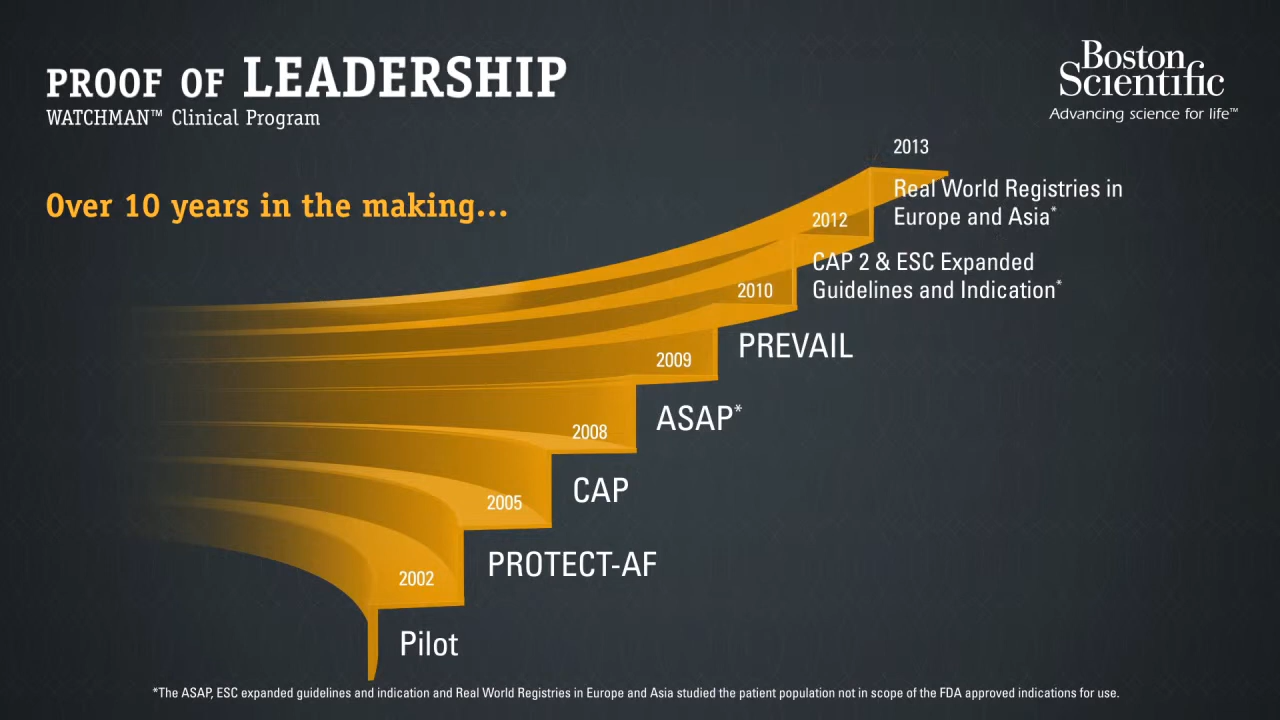 PROOF OF LEADERSHIP
WATCHMAN™ Clinical Program
Boston
Scientific
Advancing science for life™
Over 10 years in the making...
2013
Real World Registries in
Europe and Asia*
2012
CAP 2 & ESC Expanded
Guidelines and Indication*
2010
PREVAIL
2009
ASAP*
2008
CAP
2005
PROTECT-AF
2002
Pilot
*The ASAP, ESC expanded guidelines and indication and Real World Registries in Europe and Asia studied the patient population not in scope of the FDA approved indications for use.